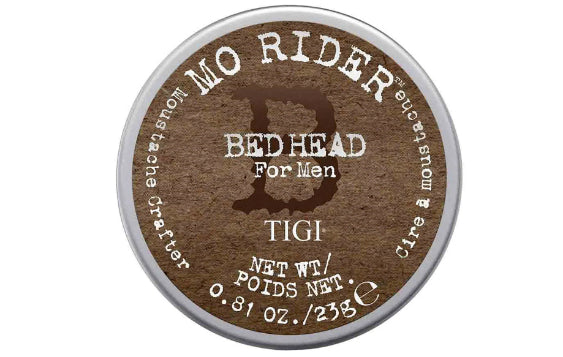 MO RIDER™
Moustache Crafter
Cire à moustache
B
BED HEAD
For Men
TIGI®
NET WT/
POIDS NET.
0.81 OZ./23g e